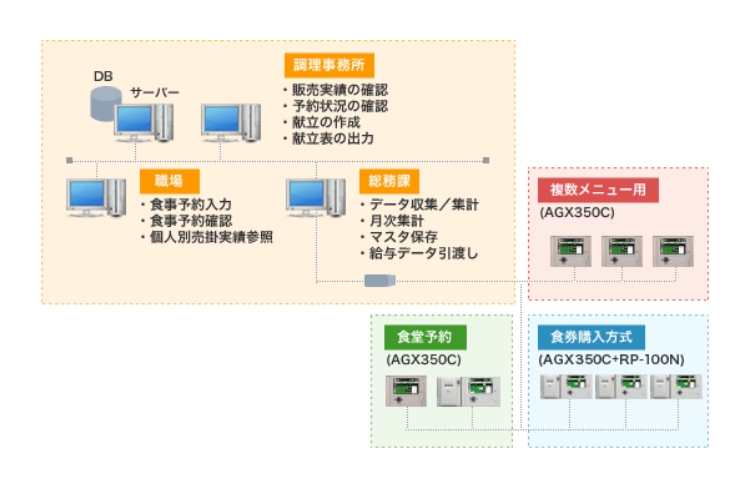 DB
サーバー
調理事務所
・販売実績の確認
・予約状況の確認
・献立の作成
・献立表の出力
職場
・食事予約入力
・食事予約確認
・個人別売掛実績参照
総務課
・データ収集／集計
・月次集計
・マスタ保存
・給与データ引渡し
複数メニュー用
(AGX350C)
食堂予約
(AGX350C)
食券購入方式
(AGX350C+RP-100N)